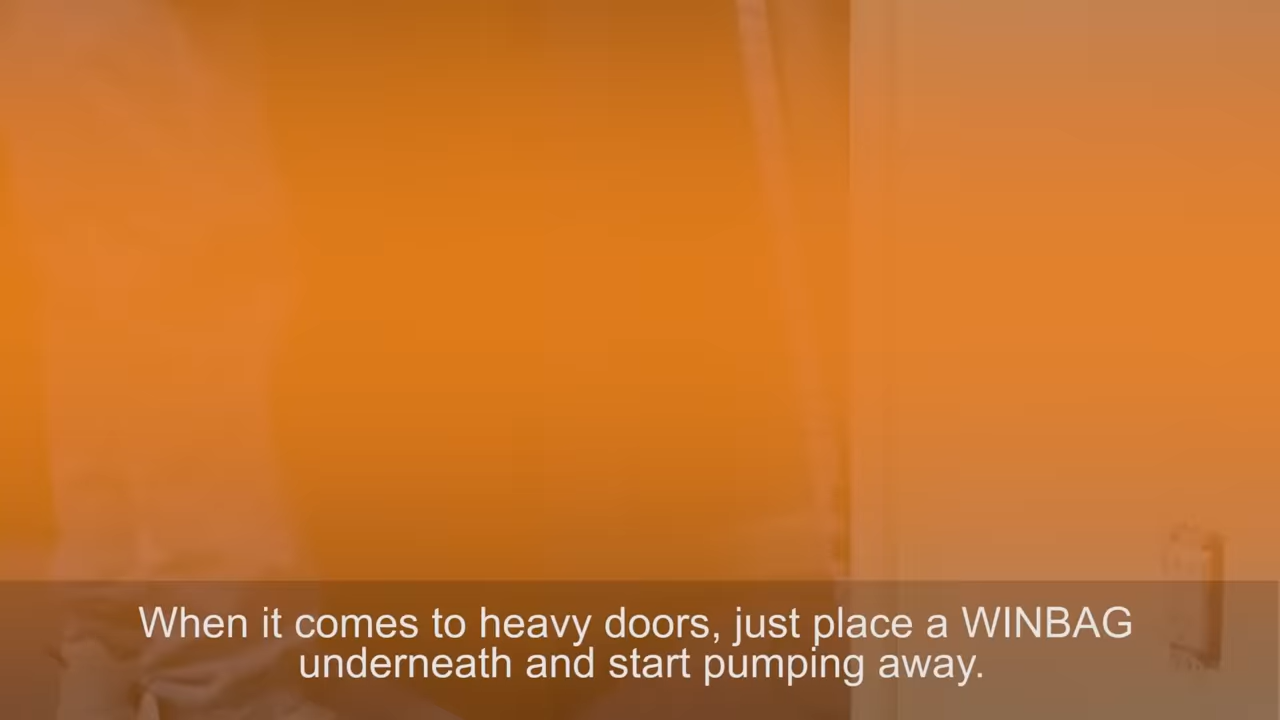 When it comes to heavy doors, just place a WINBAG
underneath and start pumping away.